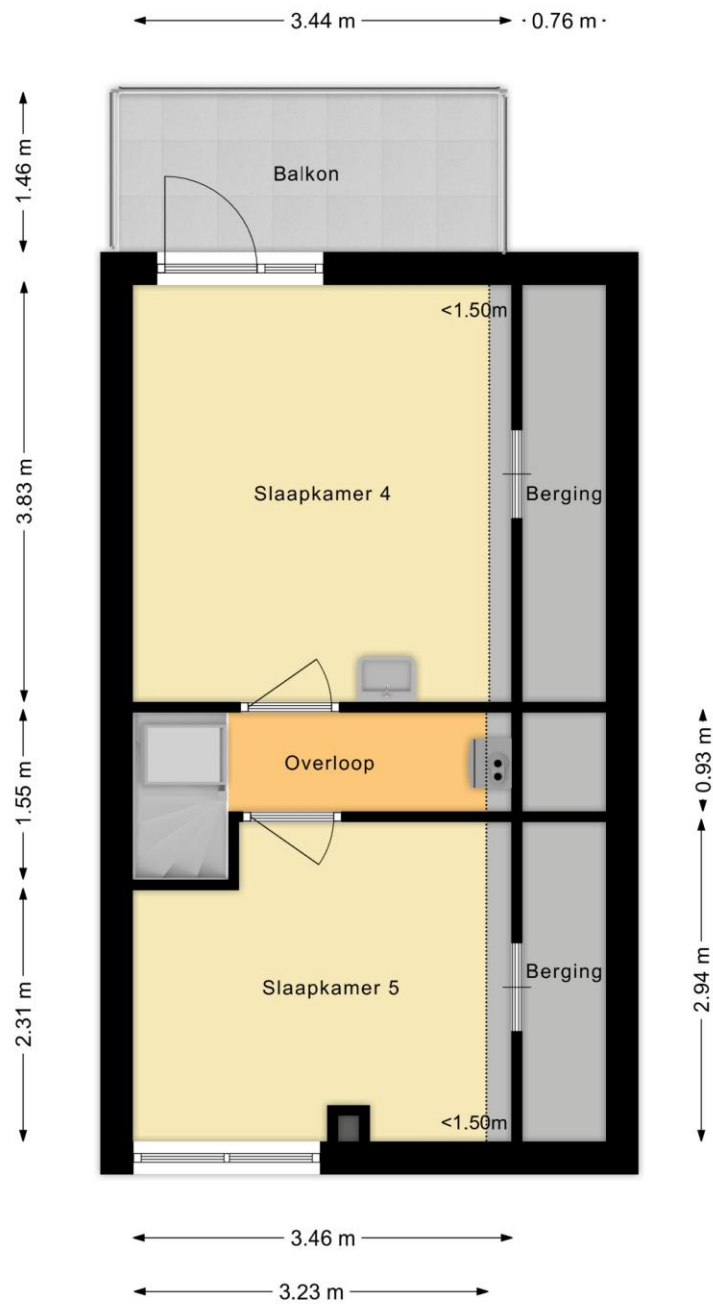 3.44 m
0.76 m
1.46 m
Balkon
<1.50m
3.83 m
Slaapkamer 4
Berging
1.55 m
Overloop
0.93 m
2.31 m
Slaapkamer 5
Berging
2.94 m
<1.50m
3.46 m
3.23 m